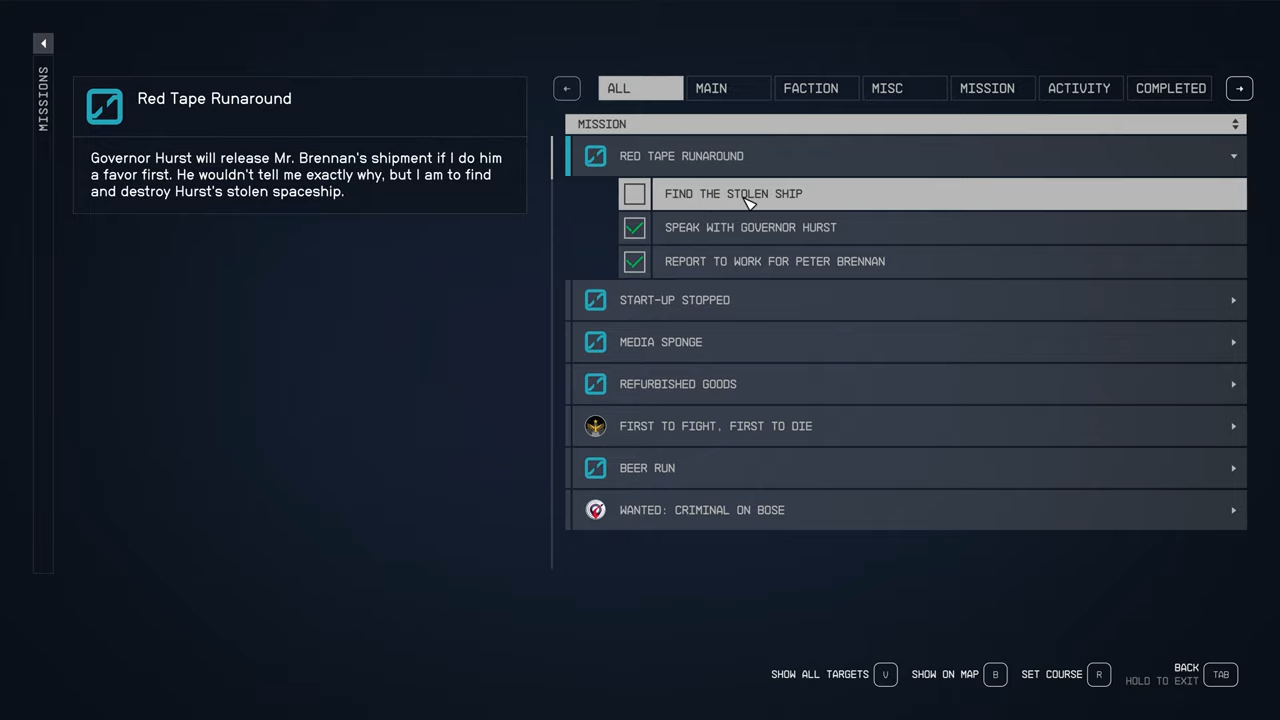 MISSIONS
Red Tape Runaround
Governor Hurst will release Mr. Brennan's shipment if I do him
a favor first. He wouldn't tell me exactly why, but I am to find
and destroy Hurst's stolen spaceship.
ALL MAIN FACTION MISC MISSION ACTIVITY COMPLETED
MISSION
RED TAPE RUNAROUND
FIND THE STOLEN SHIP
SPEAK WITH GOVERNOR HURST
REPORT TO WORK FOR PETER BRENNAN
START-UP STOPPED
MEDIA SPONGE
REFURBISHED GOODS
FIRST TO FIGHT, FIRST TO DIE
BEER RUN
WANTED: CRIMINAL ON BOSE
SHOW ALL TARGETS V SHOW ON MAP B SET COURSE R BACK TAB
HOLD TO EXIT